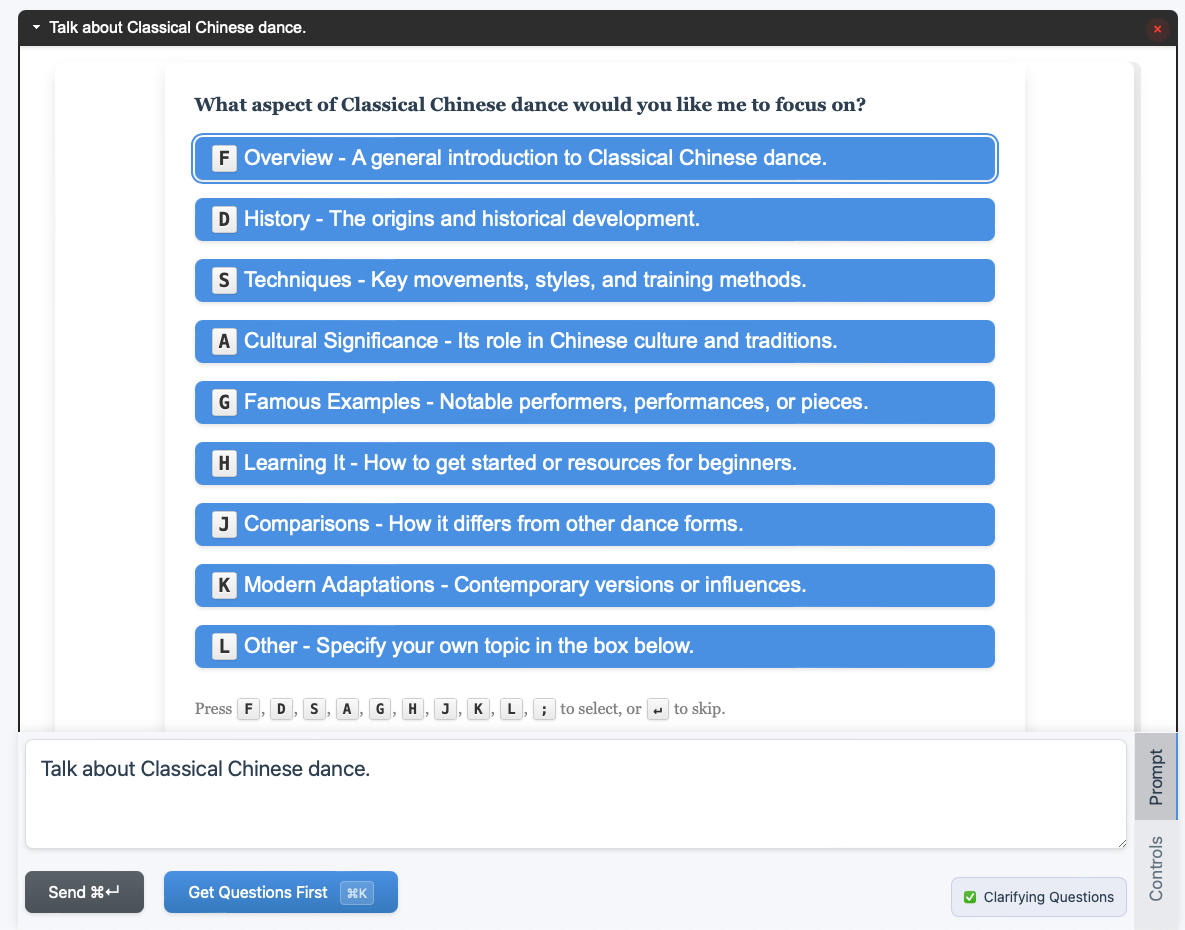 Talk about Classical Chinese dance.
What aspect of Classical Chinese dance would you like me to focus on?
F Overview - A general introduction to Classical Chinese dance.
D History - The origins and historical development.
S Techniques - Key movements, styles, and training methods.
A Cultural Significance - Its role in Chinese culture and traditions.
G Famous Examples - Notable performers, performances, or pieces.
H Learning It - How to get started or resources for beginners.
J Comparisons - How it differs from other dance forms.
K Modern Adaptations - Contemporary versions or influences.
L Other - Specify your own topic in the box below.
Press F, D, S, A, G, H, J, K, L, ; to select, or ↵ to skip.
Talk about Classical Chinese dance.
Prompt
Controls
Send ⌘↵
Get Questions First ⌘K
✅ Clarifying Questions